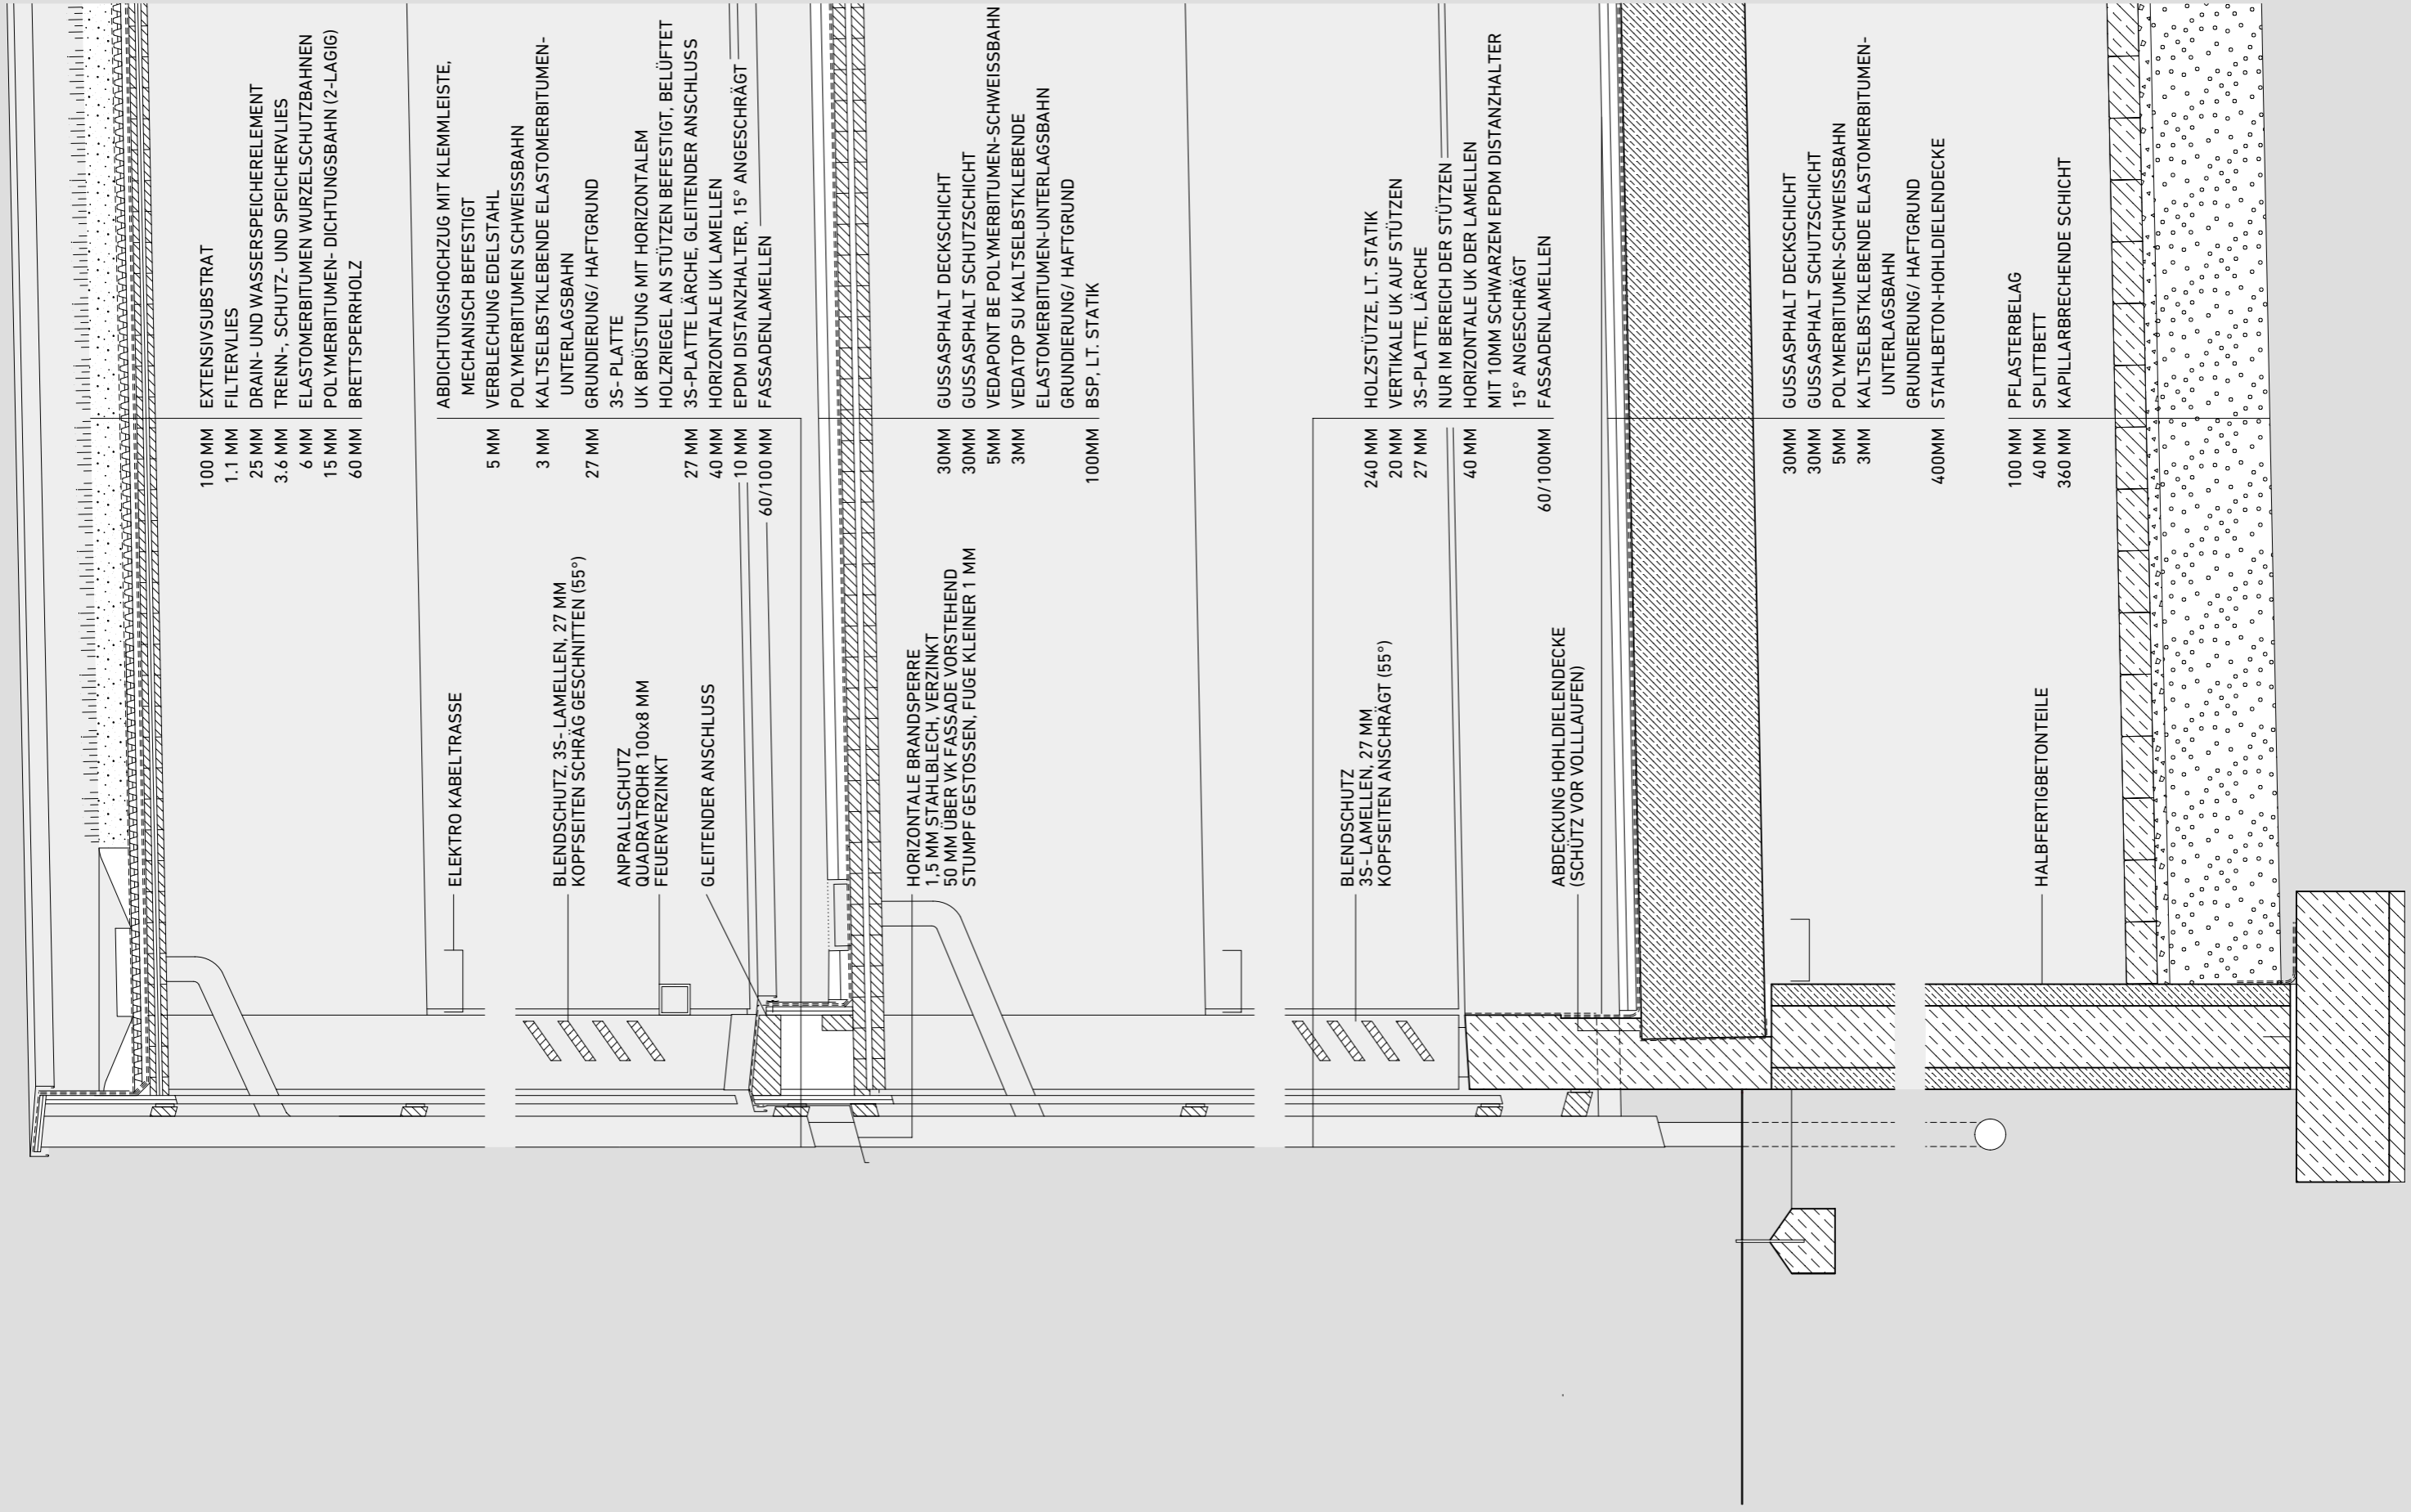 100 MM EXTENSIVSUBSTRAT
1.1 MM FILTERVLIES
25 MM DRAIN- UND WASSERSPEICHERELEMENT
3.6 MM TRENN-, SCHUTZ- UND SPEICHERVLIES
6 MM ELASTOMERBITUMEN WURZELSCHUTZBAHNEN
15 MM POLYMERBITUMEN- DICHTUNGSBAHN (2-LAGIG)
60 MM BRETTSPERRHOLZ
ABDICHTUNGSHOCHZUG MIT KLEMMLEISTE,
MECHANISCH BEFESTIGT
5 MM VERBLECHUNG EDELSTAHL
POLYMERBITUMEN SCHWEISSBAHN
3 MM KALTSELBSTKLEBENDE ELASTOMERBITUMEN-
UNTERLAGSBAHN
27 MM GRUNDIERUNG/ HAFTGRUND
3S- PLATTE
UK BRÜSTUNG MIT HORIZONTALEM
HOLZRIEGEL AN STÜTZEN BEFESTIGT, BELÜFTET
27 MM 3S-PLATTE LÄRCHE, GLEITENDER ANSCHLUSS
40 MM HORIZONTALE UK LAMELLEN
10 MM EPDM DISTANZHALTER, 15° ANGESCHRÄGT
60/100 MM FASSADENLAMELLEN
30MM GUSSASPHALT DECKSCHICHT
30MM GUSSASPHALT SCHUTZSCHICHT
5MM VEDAPONT BE POLYMERBITUMEN-SCHWEISSBAHN
3MM VEDATOP SU KALTSELBSTKLEBENDE
ELASTOMERBITUMEN-UNTERLAGSBAHN
GRUNDIERUNG/ HAFTGRUND
100MM BSP, LT. STATIK
240 MM HOLZSTÜTZE, LT. STATIK
20 MM VERTIKALE UK AUF STÜTZEN
27 MM 3S-PLATTE, LÄRCHE
NUR IM BEREICH DER STÜTZEN
40 MM HORIZONTALE UK DER LAMELLEN
MIT 10MM SCHWARZEM EPDM DISTANZHALTER
15° ANGESCHRÄGT
60/100MM FASSADENLAMELLEN
30MM GUSSASPHALT DECKSCHICHT
30MM GUSSASPHALT SCHUTZSCHICHT
5MM POLYMERBITUMEN-SCHWEISSBAHN
3MM KALTSELBSTKLEBENDE ELASTOMERBITUMEN-
UNTERLAGSBAHN
GRUNDIERUNG/ HAFTGRUND
400MM STAHLBETON-HOHLDIELENDECKE
100 MM PFLASTERBELAG
40 MM SPLITTBETT
360 MM KAPILLARBRECHENDE SCHICHT
ELEKTRO KABELTRASSE
BLENDSCHUTZ, 3S- LAMELLEN, 27 MM
KOPFSEITEN SCHRÄG GESCHNITTEN (55°)
ANPRALLSCHUTZ
QUADRATROHR 100x8 MM
FEUERVERZINKT
GLEITENDER ANSCHLUSS
HORIZONTALE BRANDSPERRE
1,5 MM STAHLBLECH, VERZINKT
50 MM ÜBER VK FASSADE VORSTEHEND
STUMPF GESTOSSEN, FUGE KLEINER 1 MM
BLENDSCHUTZ
3S- LAMELLEN, 27 MM
KOPFSEITEN ANSCHRÄGT (55°)
ABDECKUNG HOHLDIELENDECKE
(SCHÜTZ VOR VOLLLAUFEN)
HALBFERTIGBETONTEILE